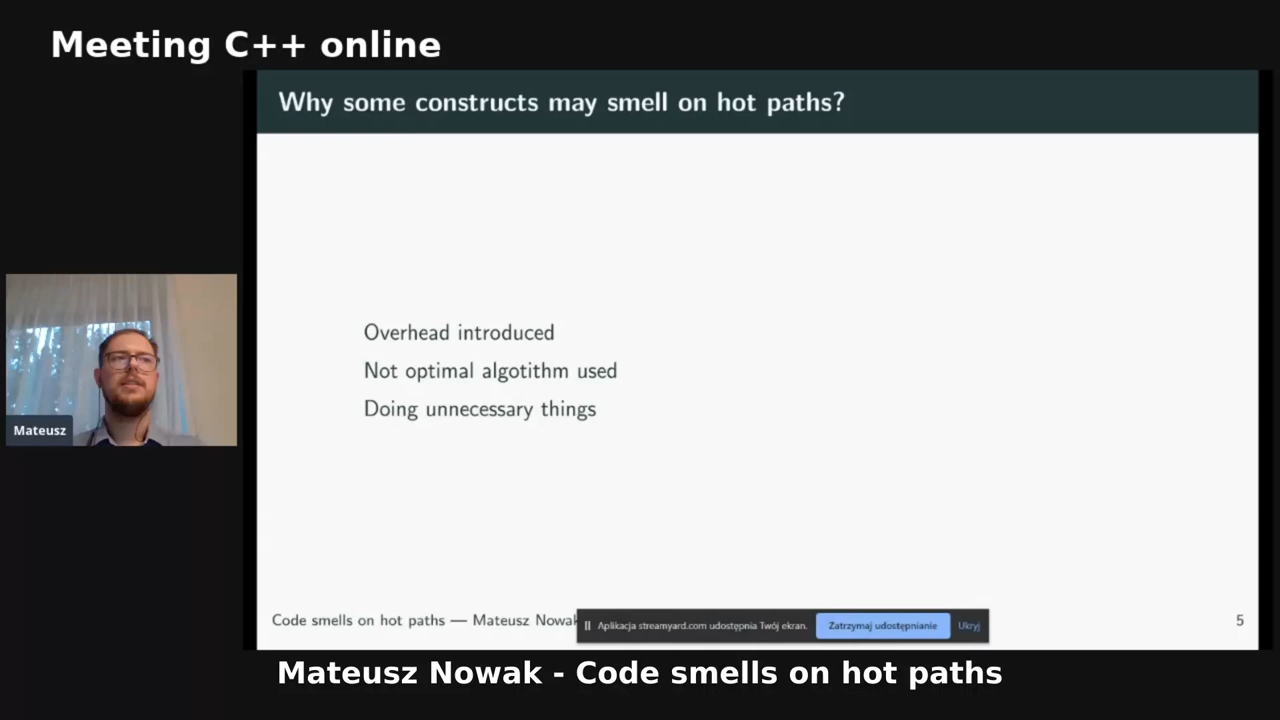 Meeting C++ online
Why some constructs may smell on hot paths?
Overhead introduced
Not optimal algotithm used
Doing unnecessary things
Mateusz
Code smells on hot paths — Mateusz Nowak
Aplikacja streamyard.com udostępnia Twój ekran. Zatrzymaj udostępnianie Ukryj
5
Mateusz Nowak - Code smells on hot paths